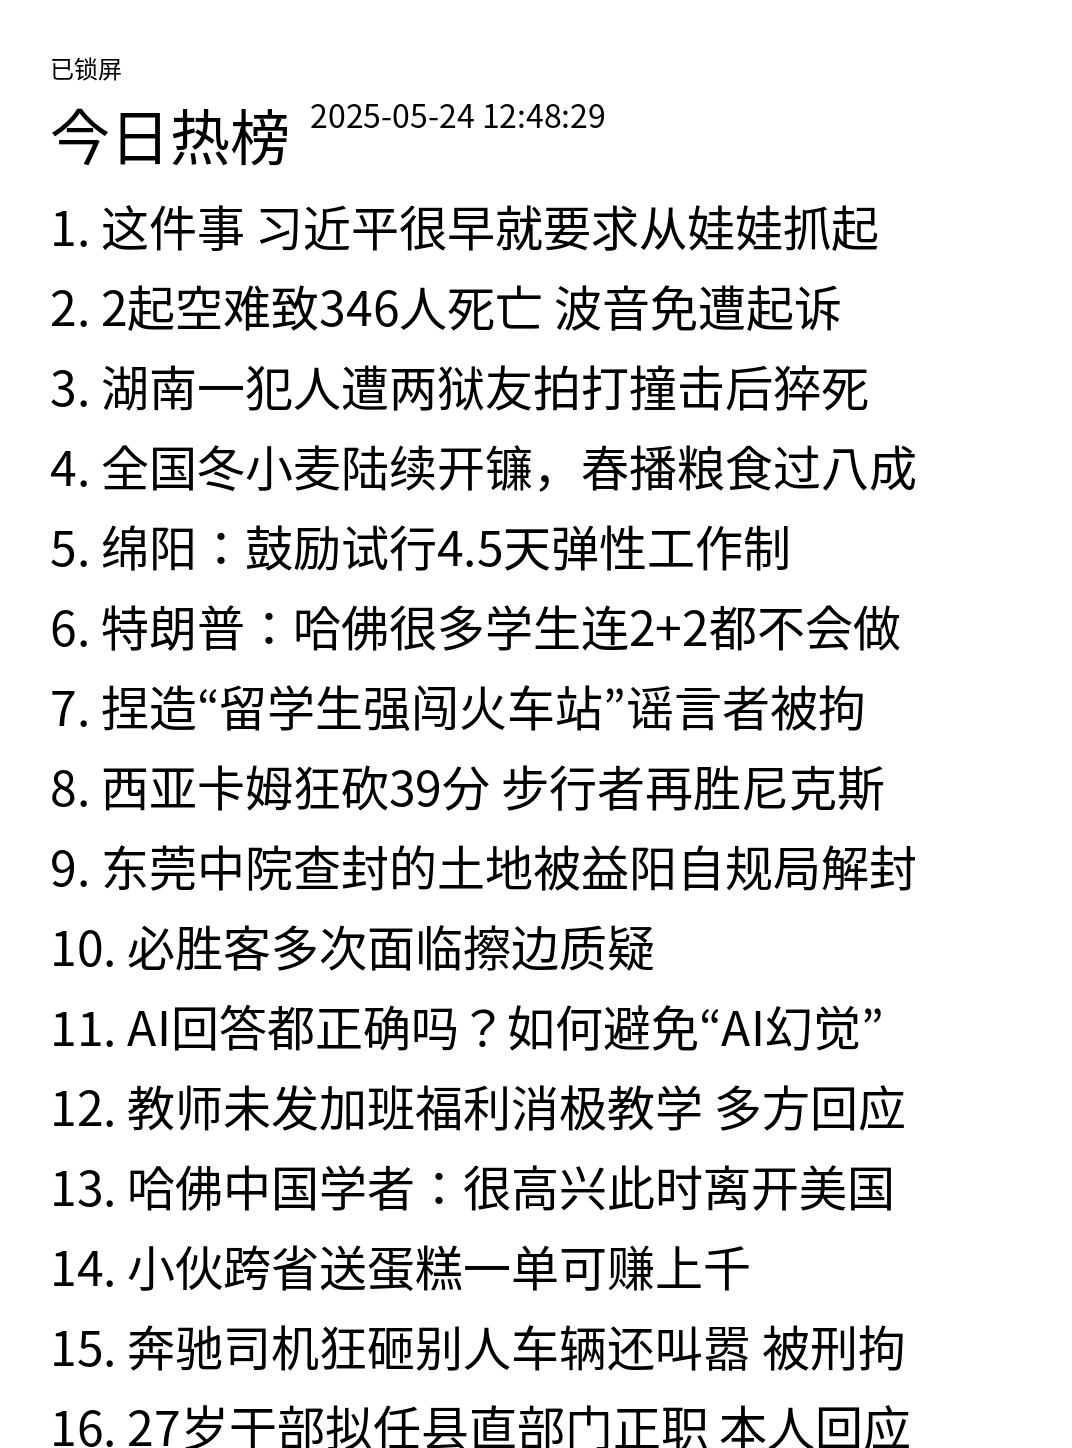 已锁屏
今日热榜 2025-05-24 12:48:29
1. 这件事 习近平很早就要求从娃娃抓起
2. 2起空难致346人死亡 波音免遭起诉
3. 湖南一犯人遭两狱友拍打撞击后猝死
4. 全国冬小麦陆续开镰，春播粮食过八成
5. 绵阳：鼓励试行4.5天弹性工作制
6. 特朗普：哈佛很多学生连2+2都不会做
7. 捏造“留学生强闯火车站”谣言者被拘
8. 西亚卡姆狂砍39分 步行者再胜尼克斯
9. 东莞中院查封的土地被益阳自规局解封
10. 必胜客多次面临擦边质疑
11. AI回答都正确吗？如何避免“AI幻觉”
12. 教师未发加班福利消极教学 多方回应
13. 哈佛中国学者：很高兴此时离开美国
14. 小伙跨省送蛋糕一单可赚上千
15. 奔驰司机狂砸别人车辆还叫嚣 被刑拘
16. 27岁干部拟任县直部门正职 本人回应